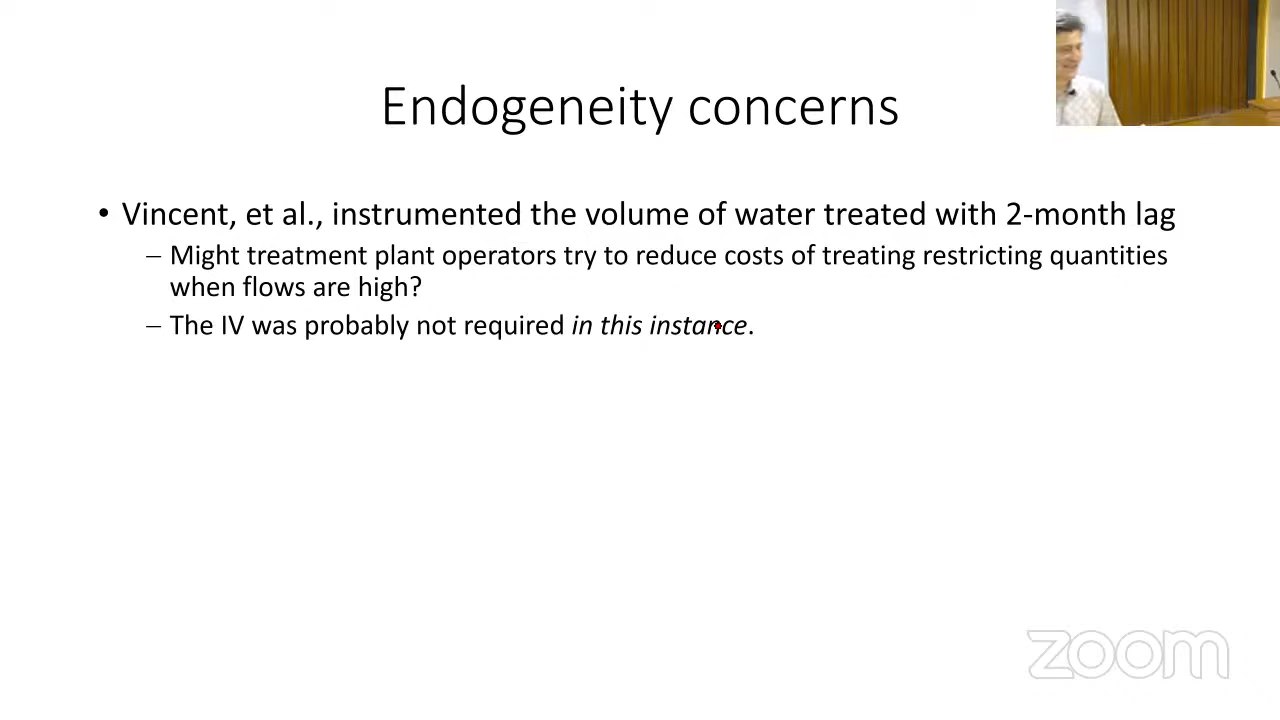 Endogeneity concerns
• Vincent, et al., instrumented the volume of water treated with 2-month lag
– Might treatment plant operators try to reduce costs of treating restricting quantities
when flows are high?
– The IV was probably not required in this instance.
zoom